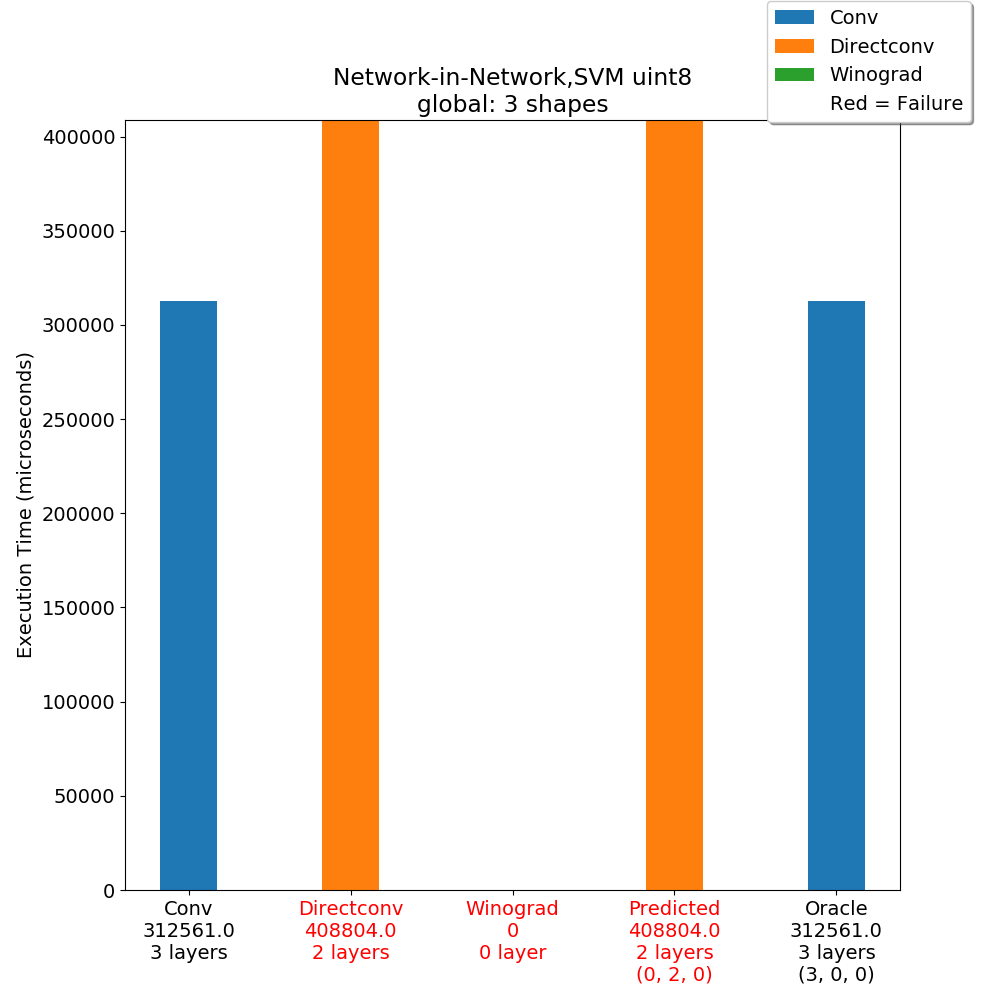 Conv
Directconv
Winograd
Red = Failure
Network-in-Network,SVM uint8
global: 3 shapes
Execution Time (microseconds)
400000
350000
300000
250000
200000
150000
100000
50000
0
Conv
312561.0
3 layers
Directconv
408804.0
2 layers
Winograd
0
0 layer
Predicted
408804.0
2 layers
(0, 2, 0)
Oracle
312561.0
3 layers
(3, 0, 0)